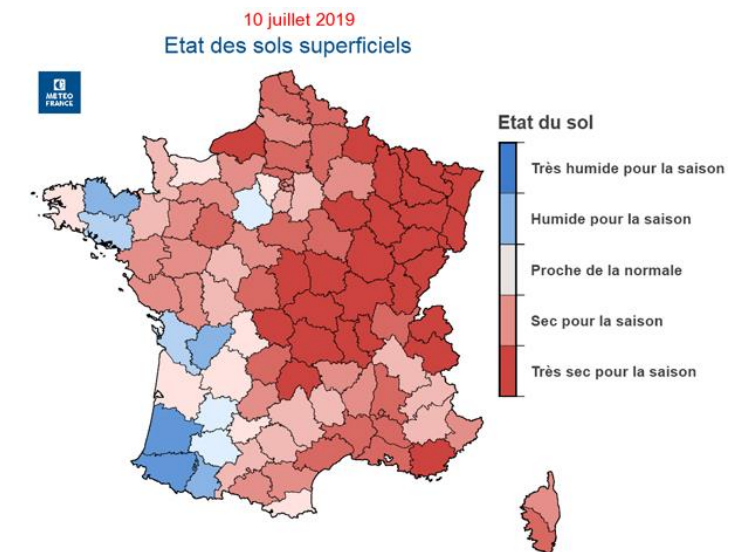 10 juillet 2019
Etat des sols superficiels
METEO
FRANCE
Etat du sol
Très humide pour la saison
Humide pour la saison
Proche de la normale
Sec pour la saison
Très sec pour la saison